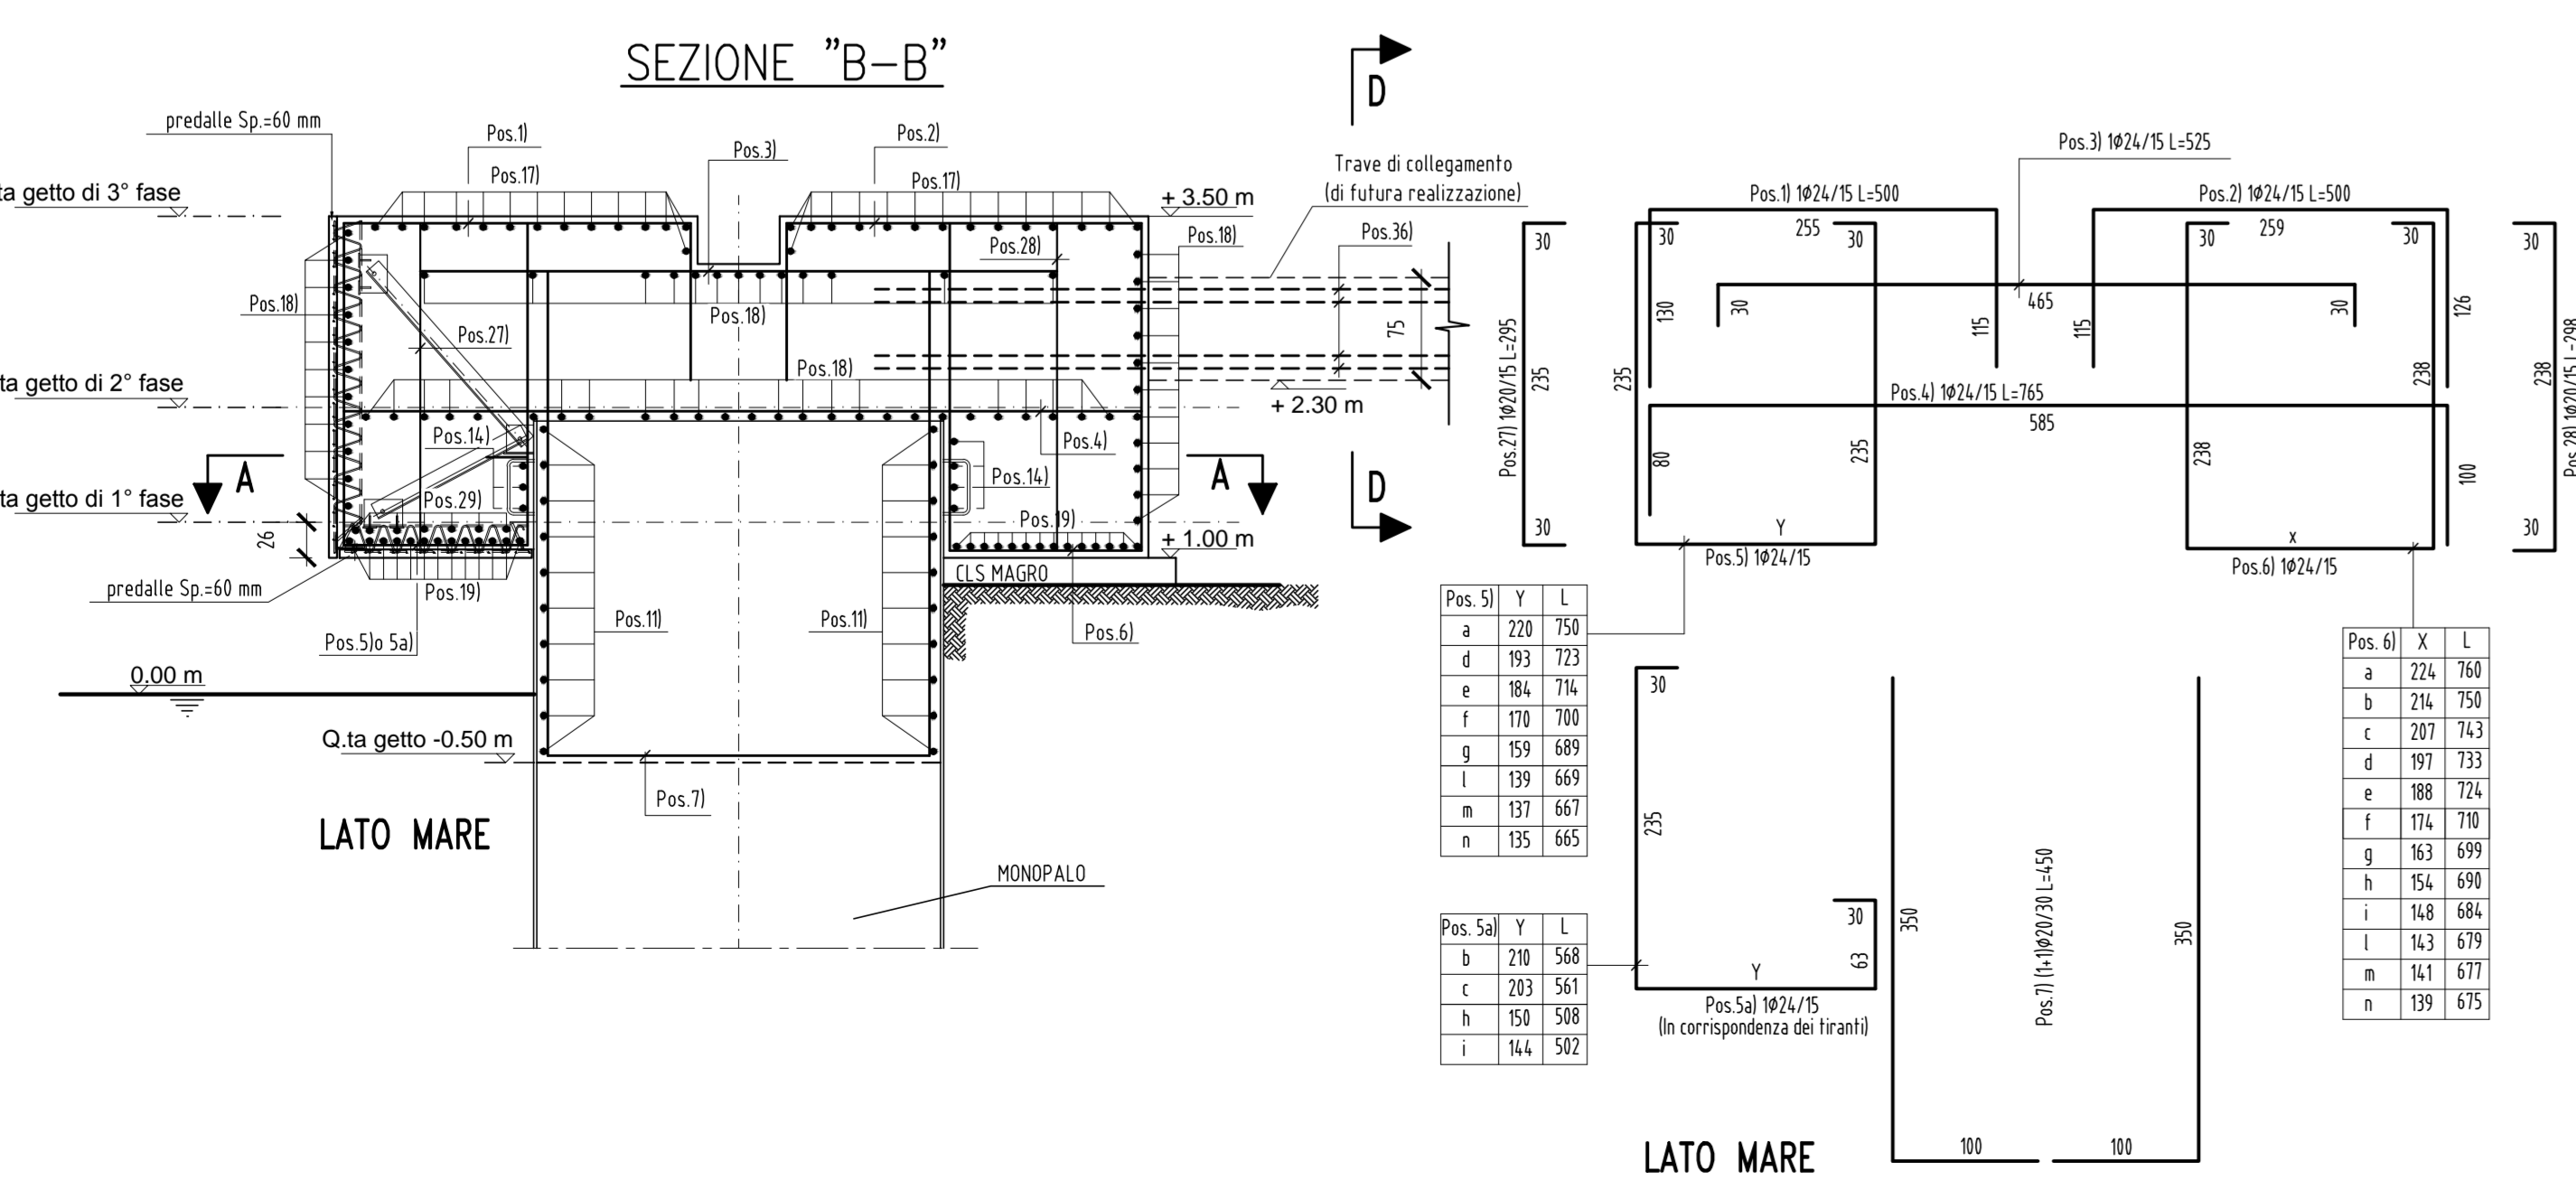 SEZIONE "B-B"
D
predalle Sp.=60 mm
Pos.1)
Pos.2)
Pos.3)
Pos.17)
Pos.17)
Trave di collegamento
(di futura realizzazione)
ta getto di 3° fase
+ 3.50 m
Pos.36)
Pos.18)
Pos.28)
Pos.18)
Pos.18)
Pos.27)
75
Pos.18)
ta getto di 2° fase
+ 2.30 m
Pos.14)
Pos.4)
A
Pos.14)
A
D
ta getto di 1° fase
Pos.29)
Pos.19)
26
+ 1.00 m
CLS MAGRO
predalle Sp.=60 mm
Pos.19)
Pos.11)
Pos.11)
Pos.6)
Pos.5)o 5a)
0.00 m
Q.ta getto -0.50 m
Pos.7)
LATO MARE
MONOPALO
Pos.3) 1ø24/15 L=525
Pos.1) 1ø24/15 L=500
Pos.2) 1ø24/15 L=500
30
30
255
30
30
259
30
30
130
30
465
30
126
115
115
Pos.27) 1ø20/15 L=295
235
235
Pos.4) 1ø24/15 L=765
238
238
Pos.28) 1ø20/15 L=298
585
80
235
238
100
30
Y
x
30
Pos.5) 1ø24/15
Pos.6) 1ø24/15
Pos. 5) Y L
a 220 750
d 193 723
e 184 714
f 170 700
g 159 689
l 139 669
m 137 667
n 135 665
Pos. 6) X L
a 224 760
b 214 750
c 207 743
d 197 733
e 188 724
f 174 710
g 163 699
h 154 690
i 148 684
l 143 679
m 141 677
n 139 675
30
235
30
63
Y
Pos.5a) 1ø24/15
(In corrispondenza dei tiranti)
Pos. 5a) Y L
b 210 568
c 203 561
h 150 508
i 144 502
350
Pos.7) (1+1)ø20/30 L=450
350
100
100
LATO MARE